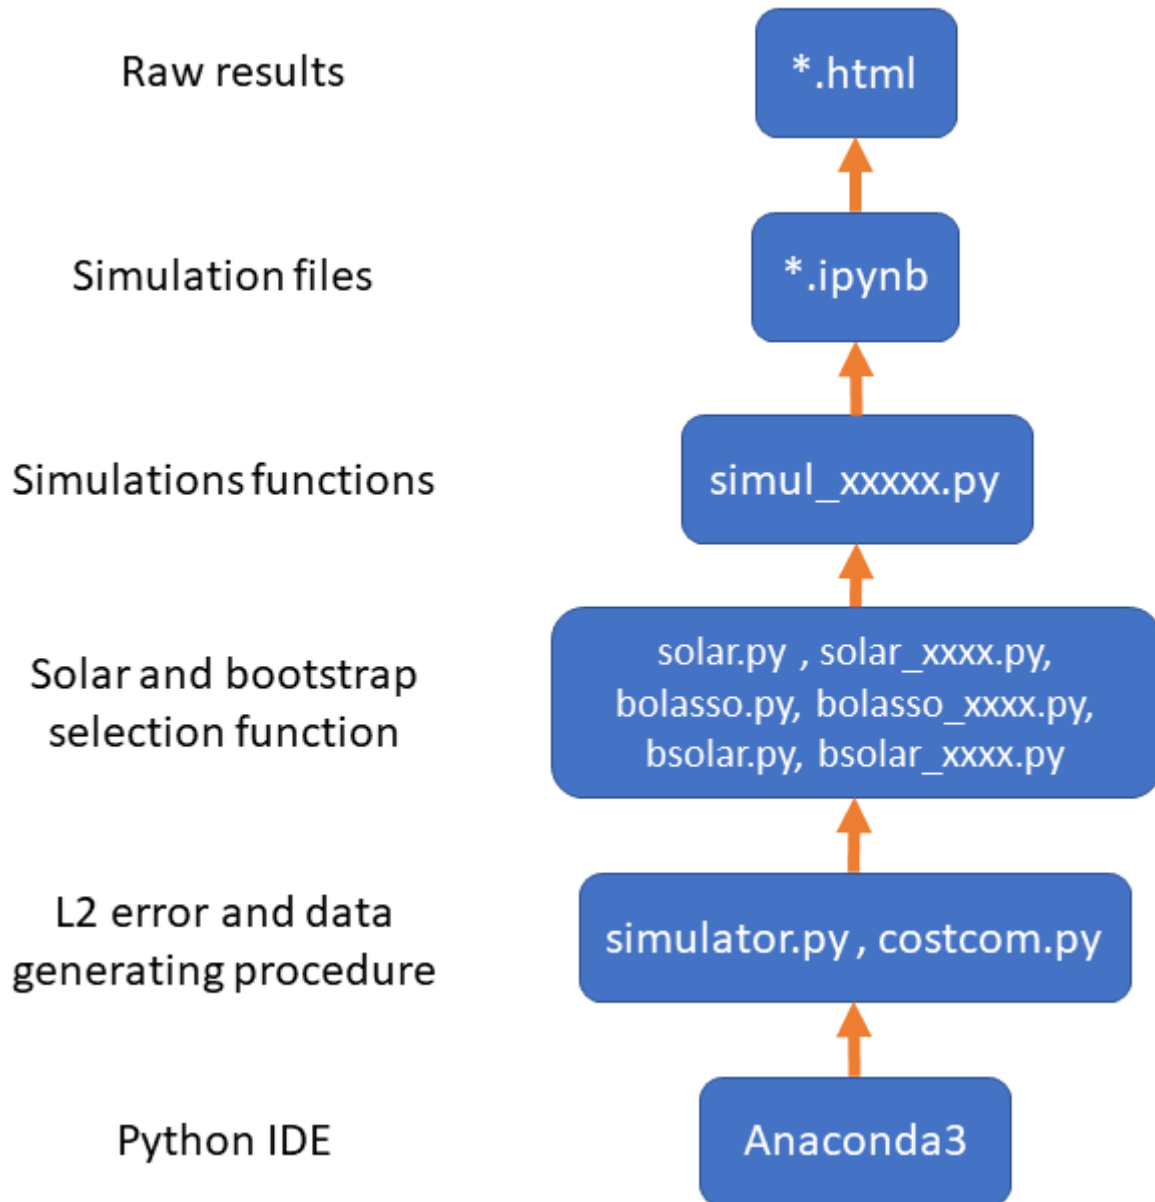 Raw results
*.html
Simulation files
*.ipynb
Simulations functions
simul_xxxxx.py
Solar and bootstrap
selection function
solar.py , solar_xxxx.py,
bolasso.py, bolasso_xxxx.py,
bsolar.py, bsolar_xxxx.py
L2 error and data
generating procedure
simulator.py , costcom.py
Python IDE
Anaconda3